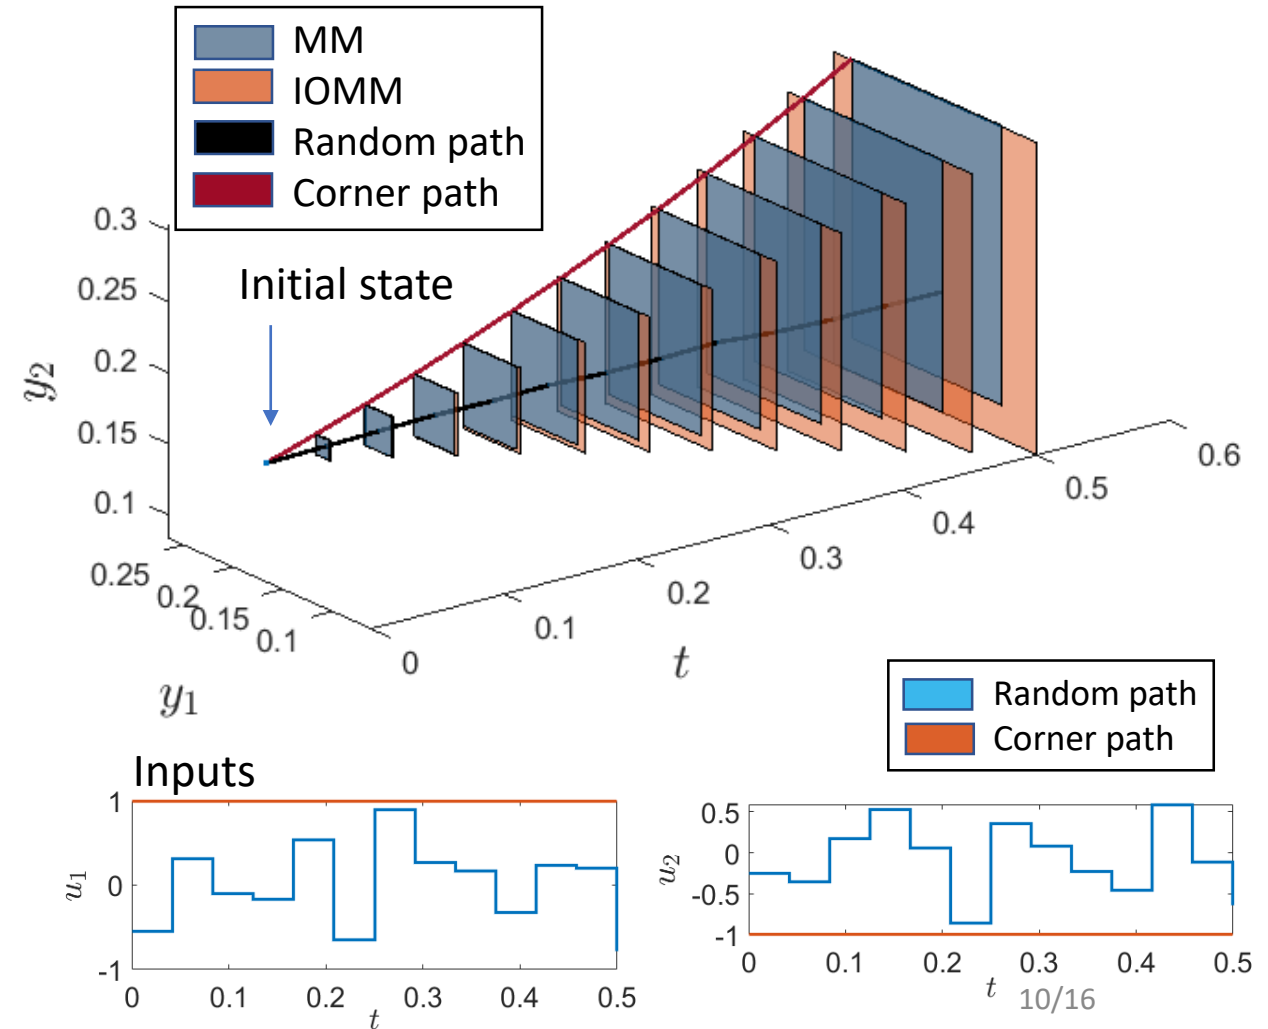 MM
IOMM
Random path
Corner path
Initial state
0.3
0.25
0.2
0.15
0.1
y2
0.25
0.2
0.15
0.1
y1
0
0.1
0.2
0.3
0.4
0.5
0.6
t
Random path
Corner path
Inputs
1
0
-1
u1
0 0.1 0.2 0.3 0.4 0.5
t
0.5
0
-0.5
-1
u2
0 0.1 0.2 0.3 0.4 0.5
t
10/16